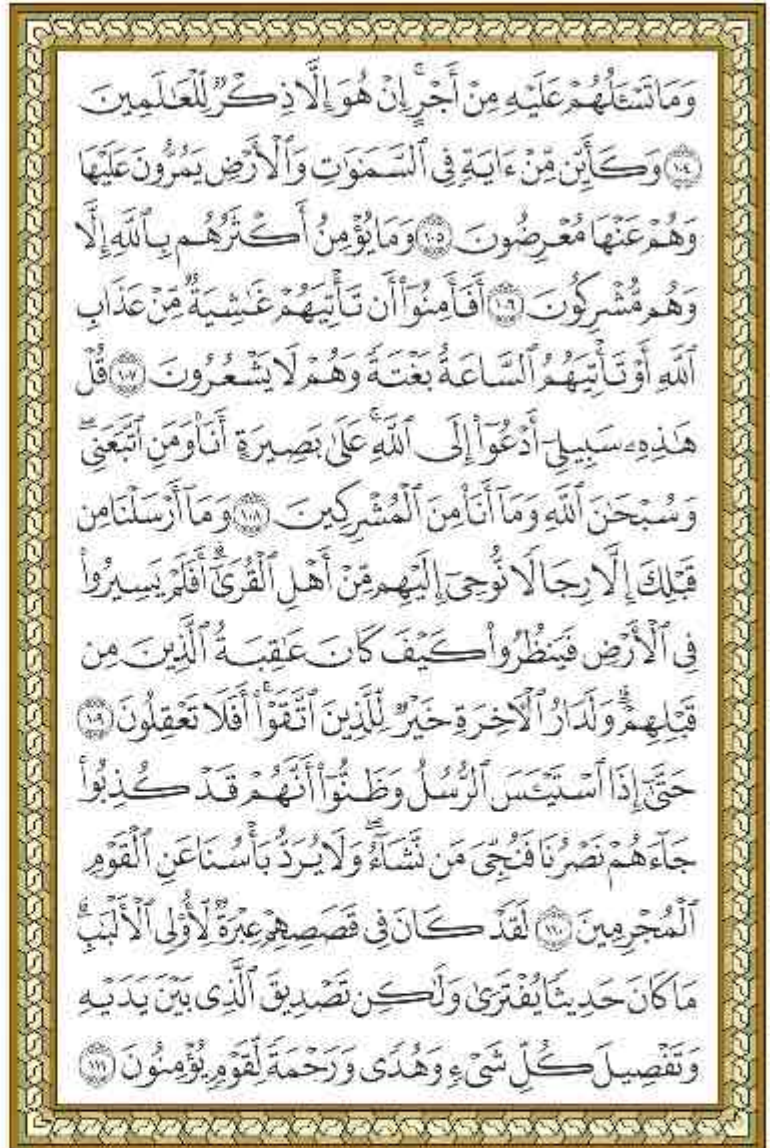 وَمَا تَسْـَٔلُهُمْ عَلَيْهِ مِنْ أَجْرٍ ۚ إِنْ هُوَ إِلَّا ذِكْرٌ لِّلْعَـٰلَمِينَ
١٠٤ وَكَأَيِّن مِّنْ ءَايَةٍ فِى ٱلسَّمَـٰوَٰتِ وَٱلْأَرْضِ يَمُرُّونَ عَلَيْهَا
وَهُمْ عَنْهَا مُعْرِضُونَ ١٠٥ وَمَا يُؤْمِنُ أَكْثَرُهُم بِٱللَّهِ إِلَّا
وَهُم مُّشْرِكُونَ ١٠٦ أَفَأَمِنُوٓا۟ أَن تَأْتِيَهُمْ غَـٰشِيَةٌ مِّنْ عَذَابِ
ٱللَّهِ أَوْ تَأْتِيَهُمُ ٱلسَّاعَةُ بَغْتَةً وَهُمْ لَا يَشْعُرُونَ ١٠٧ قُلْ
هَـٰذِهِۦ سَبِيلِىٓ أَدْعُوٓا۟ إِلَى ٱللَّهِ ۚ عَلَىٰ بَصِيرَةٍ أَنَا۠ وَمَنِ ٱتَّبَعَنِى ۖ
وَسُبْحَـٰنَ ٱللَّهِ وَمَآ أَنَا۠ مِنَ ٱلْمُشْرِكِينَ ١٠٨ وَمَآ أَرْسَلْنَا مِن
قَبْلِكَ إِلَّا رِجَالًا نُّوحِىٓ إِلَيْهِم مِّنْ أَهْلِ ٱلْقُرَىٰٓ ۗ أَفَلَمْ يَسِيرُوا۟
فِى ٱلْأَرْضِ فَيَنظُرُوا۟ كَيْفَ كَانَ عَـٰقِبَةُ ٱلَّذِينَ مِن
قَبْلِهِمْ ۗ وَلَدَارُ ٱلْـَٔاخِرَةِ خَيْرٌ لِّلَّذِينَ ٱتَّقَوْا۟ ۗ أَفَلَا تَعْقِلُونَ ١٠٩
حَتَّىٰٓ إِذَا ٱسْتَيْـَٔسَ ٱلرُّسُلُ وَظَنُّوٓا۟ أَنَّهُمْ قَدْ كُذِبُوا۟
جَآءَهُمْ نَصْرُنَا فَنُجِّىَ مَن نَّشَآءُ ۖ وَلَا يُرَدُّ بَأْسُنَا عَنِ ٱلْقَوْمِ
ٱلْمُجْرِمِينَ ١١٠ لَقَدْ كَانَ فِى قَصَصِهِمْ عِبْرَةٌ لِّأُو۟لِى ٱلْأَلْبَـٰبِ ۗ
مَا كَانَ حَدِيثًا يُفْتَرَىٰ وَلَـٰكِن تَصْدِيقَ ٱلَّذِى بَيْنَ يَدَيْهِ
وَتَفْصِيلَ كُلِّ شَىْءٍ وَهُدًى وَرَحْمَةً لِّقَوْمٍ يُؤْمِنُونَ ١١١